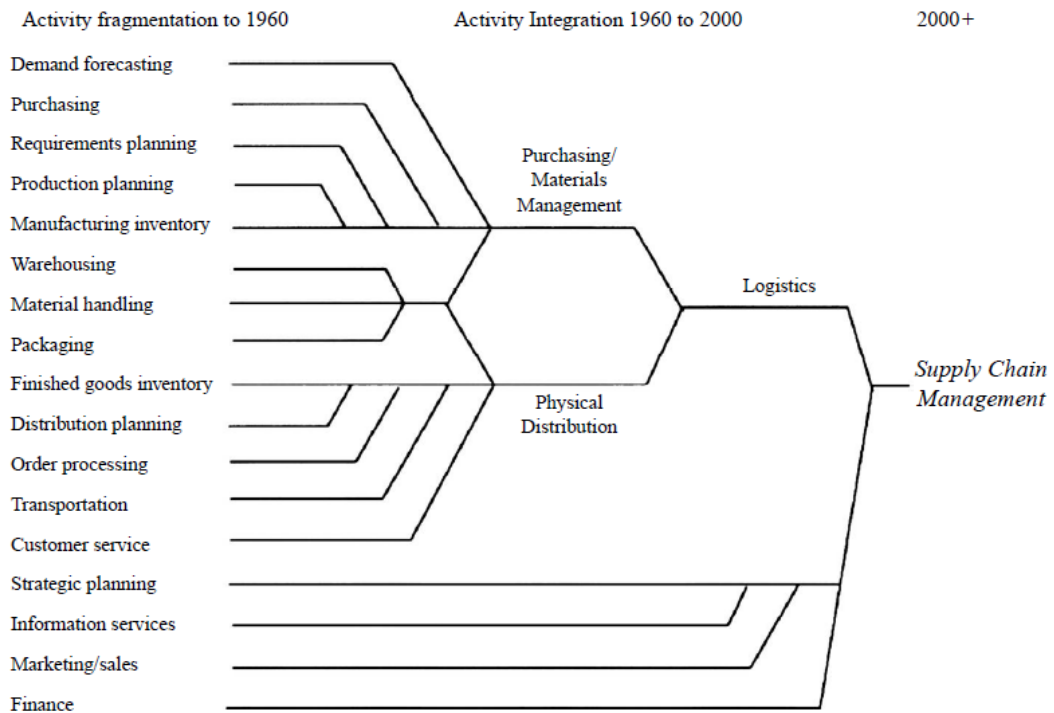 Activity fragmentation to 1960
Activity Integration 1960 to 2000
2000+
Demand forecasting
Purchasing
Requirements planning
Production planning
Manufacturing inventory
Warehousing
Material handling
Packaging
Finished goods inventory
Distribution planning
Order processing
Transportation
Customer service
Strategic planning
Information services
Marketing/sales
Finance
Purchasing/
Materials
Management
Physical
Distribution
Logistics
Supply Chain
Management